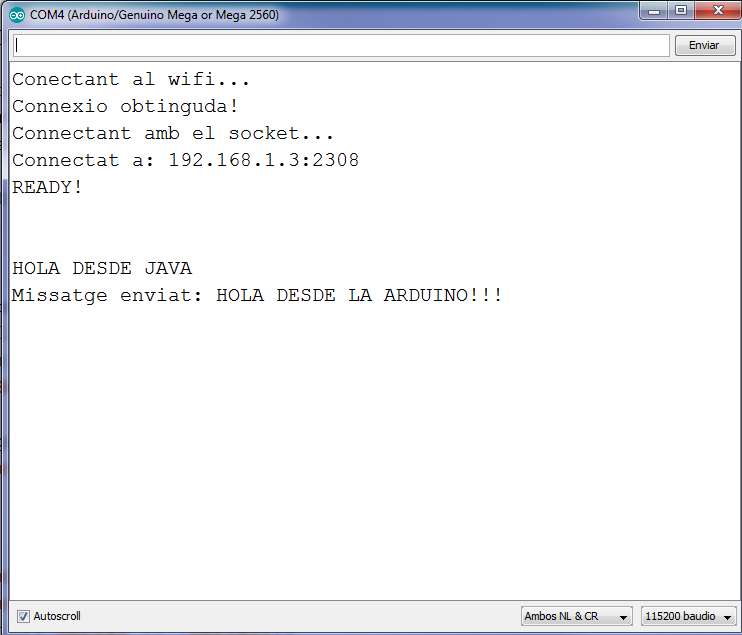 COM4 (Arduino/Genuino Mega or Mega 2560)
Enviar
Conectant al wifi...
Connexio obtinguda!
Connectant amb el socket...
Connectat a: 192.168.1.3:2308
READY!
HOLA DESDE JAVA
Missatge enviat: HOLA DESDE LA ARDUINO!!!
Autoscroll
Ambos NL & CR
115200 baudio